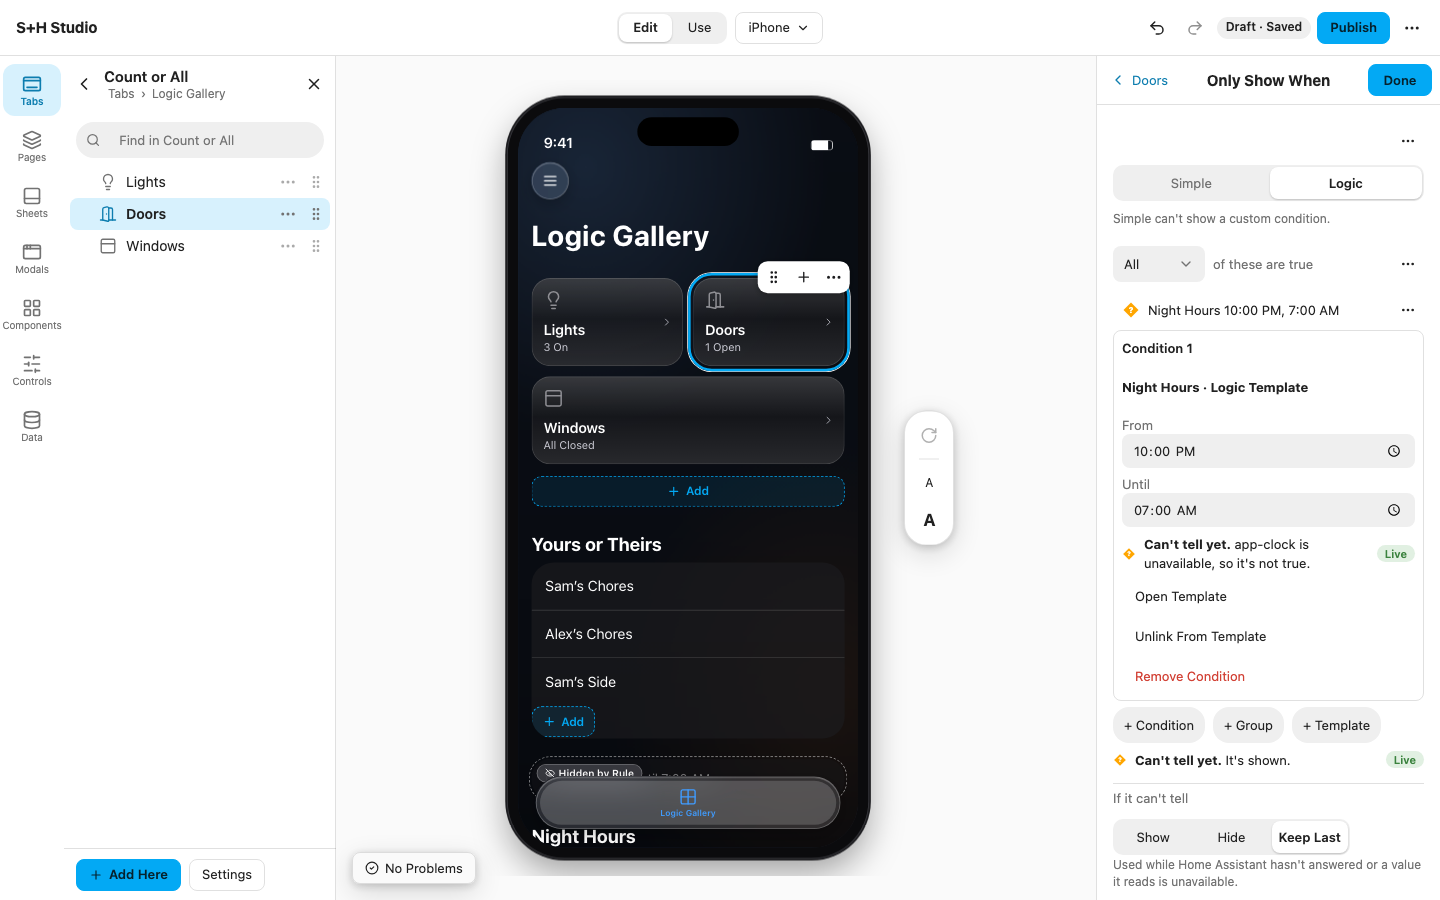 S+H Studio
Edit
Use
iPhone
Draft · Saved
Publish
Tabs
Pages
Sheets
Modals
Components
Controls
Data
Count or All
Tabs › Logic Gallery
Find in Count or All
Lights
Doors
Windows
Add Here
Settings
9:41
Logic Gallery
Lights
3 On
Doors
1 Open
Windows
All Closed
Add
Yours or Theirs
Sam's Chores
Alex's Chores
Sam's Side
Add
Hidden by Rule
Logic Gallery
Night Hours
A
A
No Problems
Doors
Only Show When
Done
Simple
Logic
Simple can't show a custom condition.
All
of these are true
Night Hours 10:00 PM, 7:00 AM
Condition 1
Night Hours · Logic Template
From
10:00 PM
Until
07:00 AM
Can't tell yet. app-clock is
unavailable, so it's not true.
Live
Open Template
Unlink From Template
Remove Condition
+ Condition
+ Group
+ Template
Can't tell yet. It's shown.
Live
If it can't tell
Show
Hide
Keep Last
Used while Home Assistant hasn't answered or a value
it reads is unavailable.